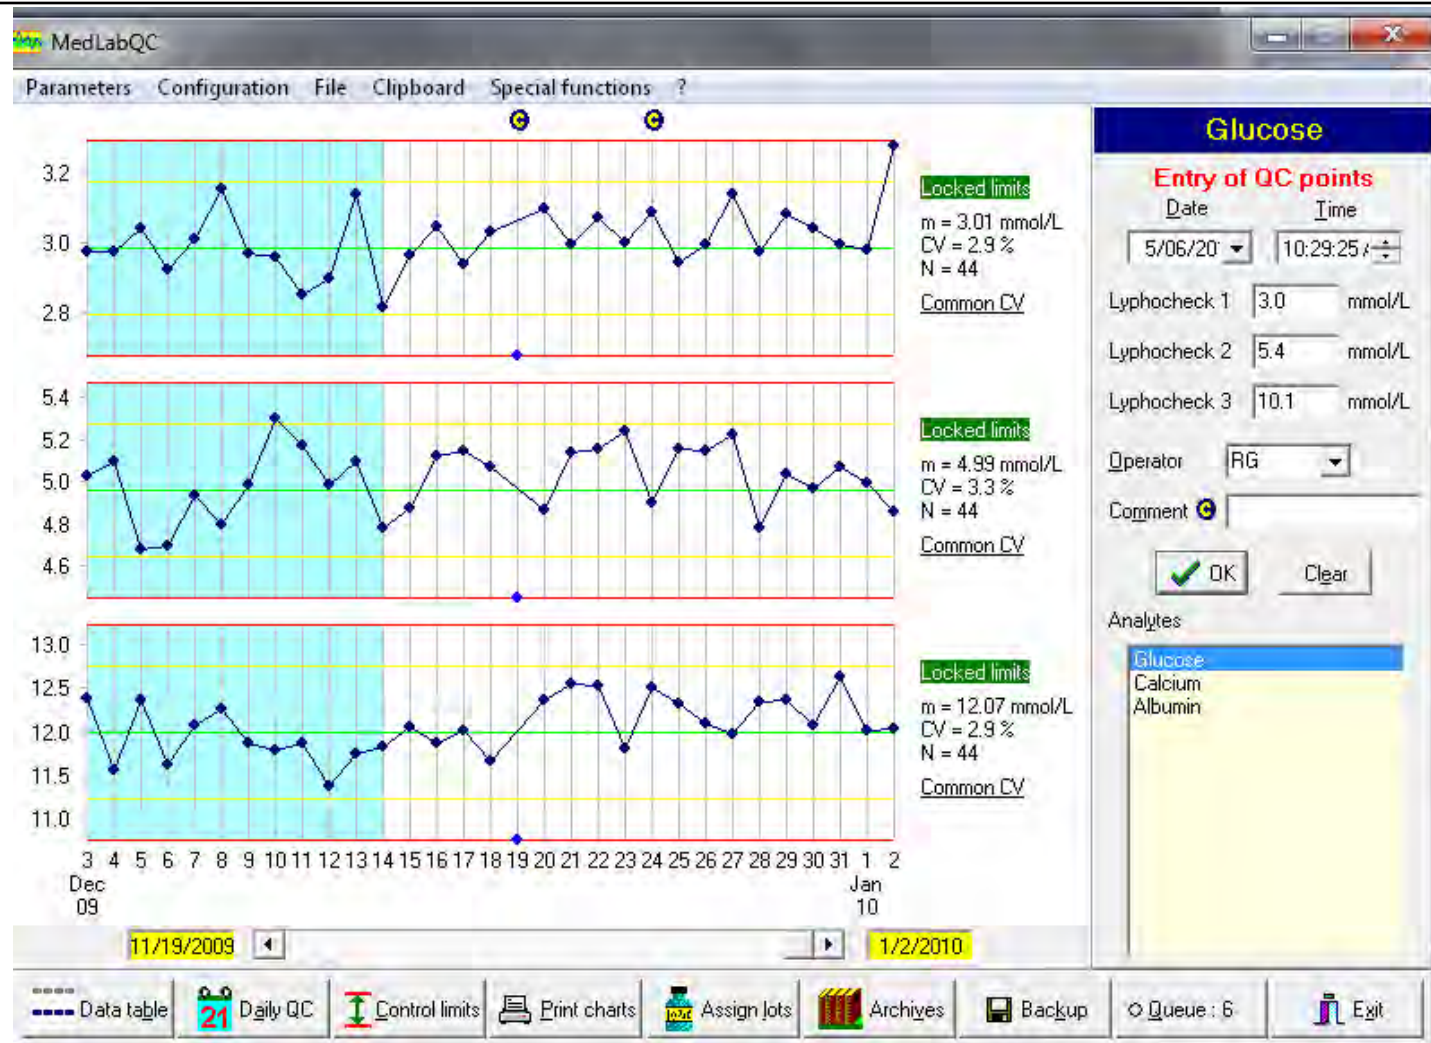 MedLabQC
Parameters Configuration File Clipboard Special functions ?
C C
3.2
3.0
2.8
Locked limits
m = 3.01 mmol/L
CV = 2.9 %
N = 44
Common CV
5.4
5.2
5.0
4.8
4.6
Locked limits
m = 4.99 mmol/L
CV = 3.3 %
N = 44
Common CV
13.0
12.5
12.0
11.5
11.0
Locked limits
m = 12.07 mmol/L
CV = 2.9 %
N = 44
Common CV
3 4 5 6 7 8 9 10 11 12 13 14 15 16 17 18 19 20 21 22 23 24 25 26 27 28 29 30 31 1 2
Dec Jan
09 10
11/19/2009 1/2/2010
Glucose
Entry of QC points
Date Time
5/06/20 10:29:25
Lyphocheck 1 3.0 mmol/L
Lyphocheck 2 5.4 mmol/L
Lyphocheck 3 10.1 mmol/L
Operator RG
Comment C
OK Clear
Analytes
Glucose
Calcium
Albumin
Data table 21 Daily QC Control limits Print charts Assign lots Archives Backup Queue : 6 Exit